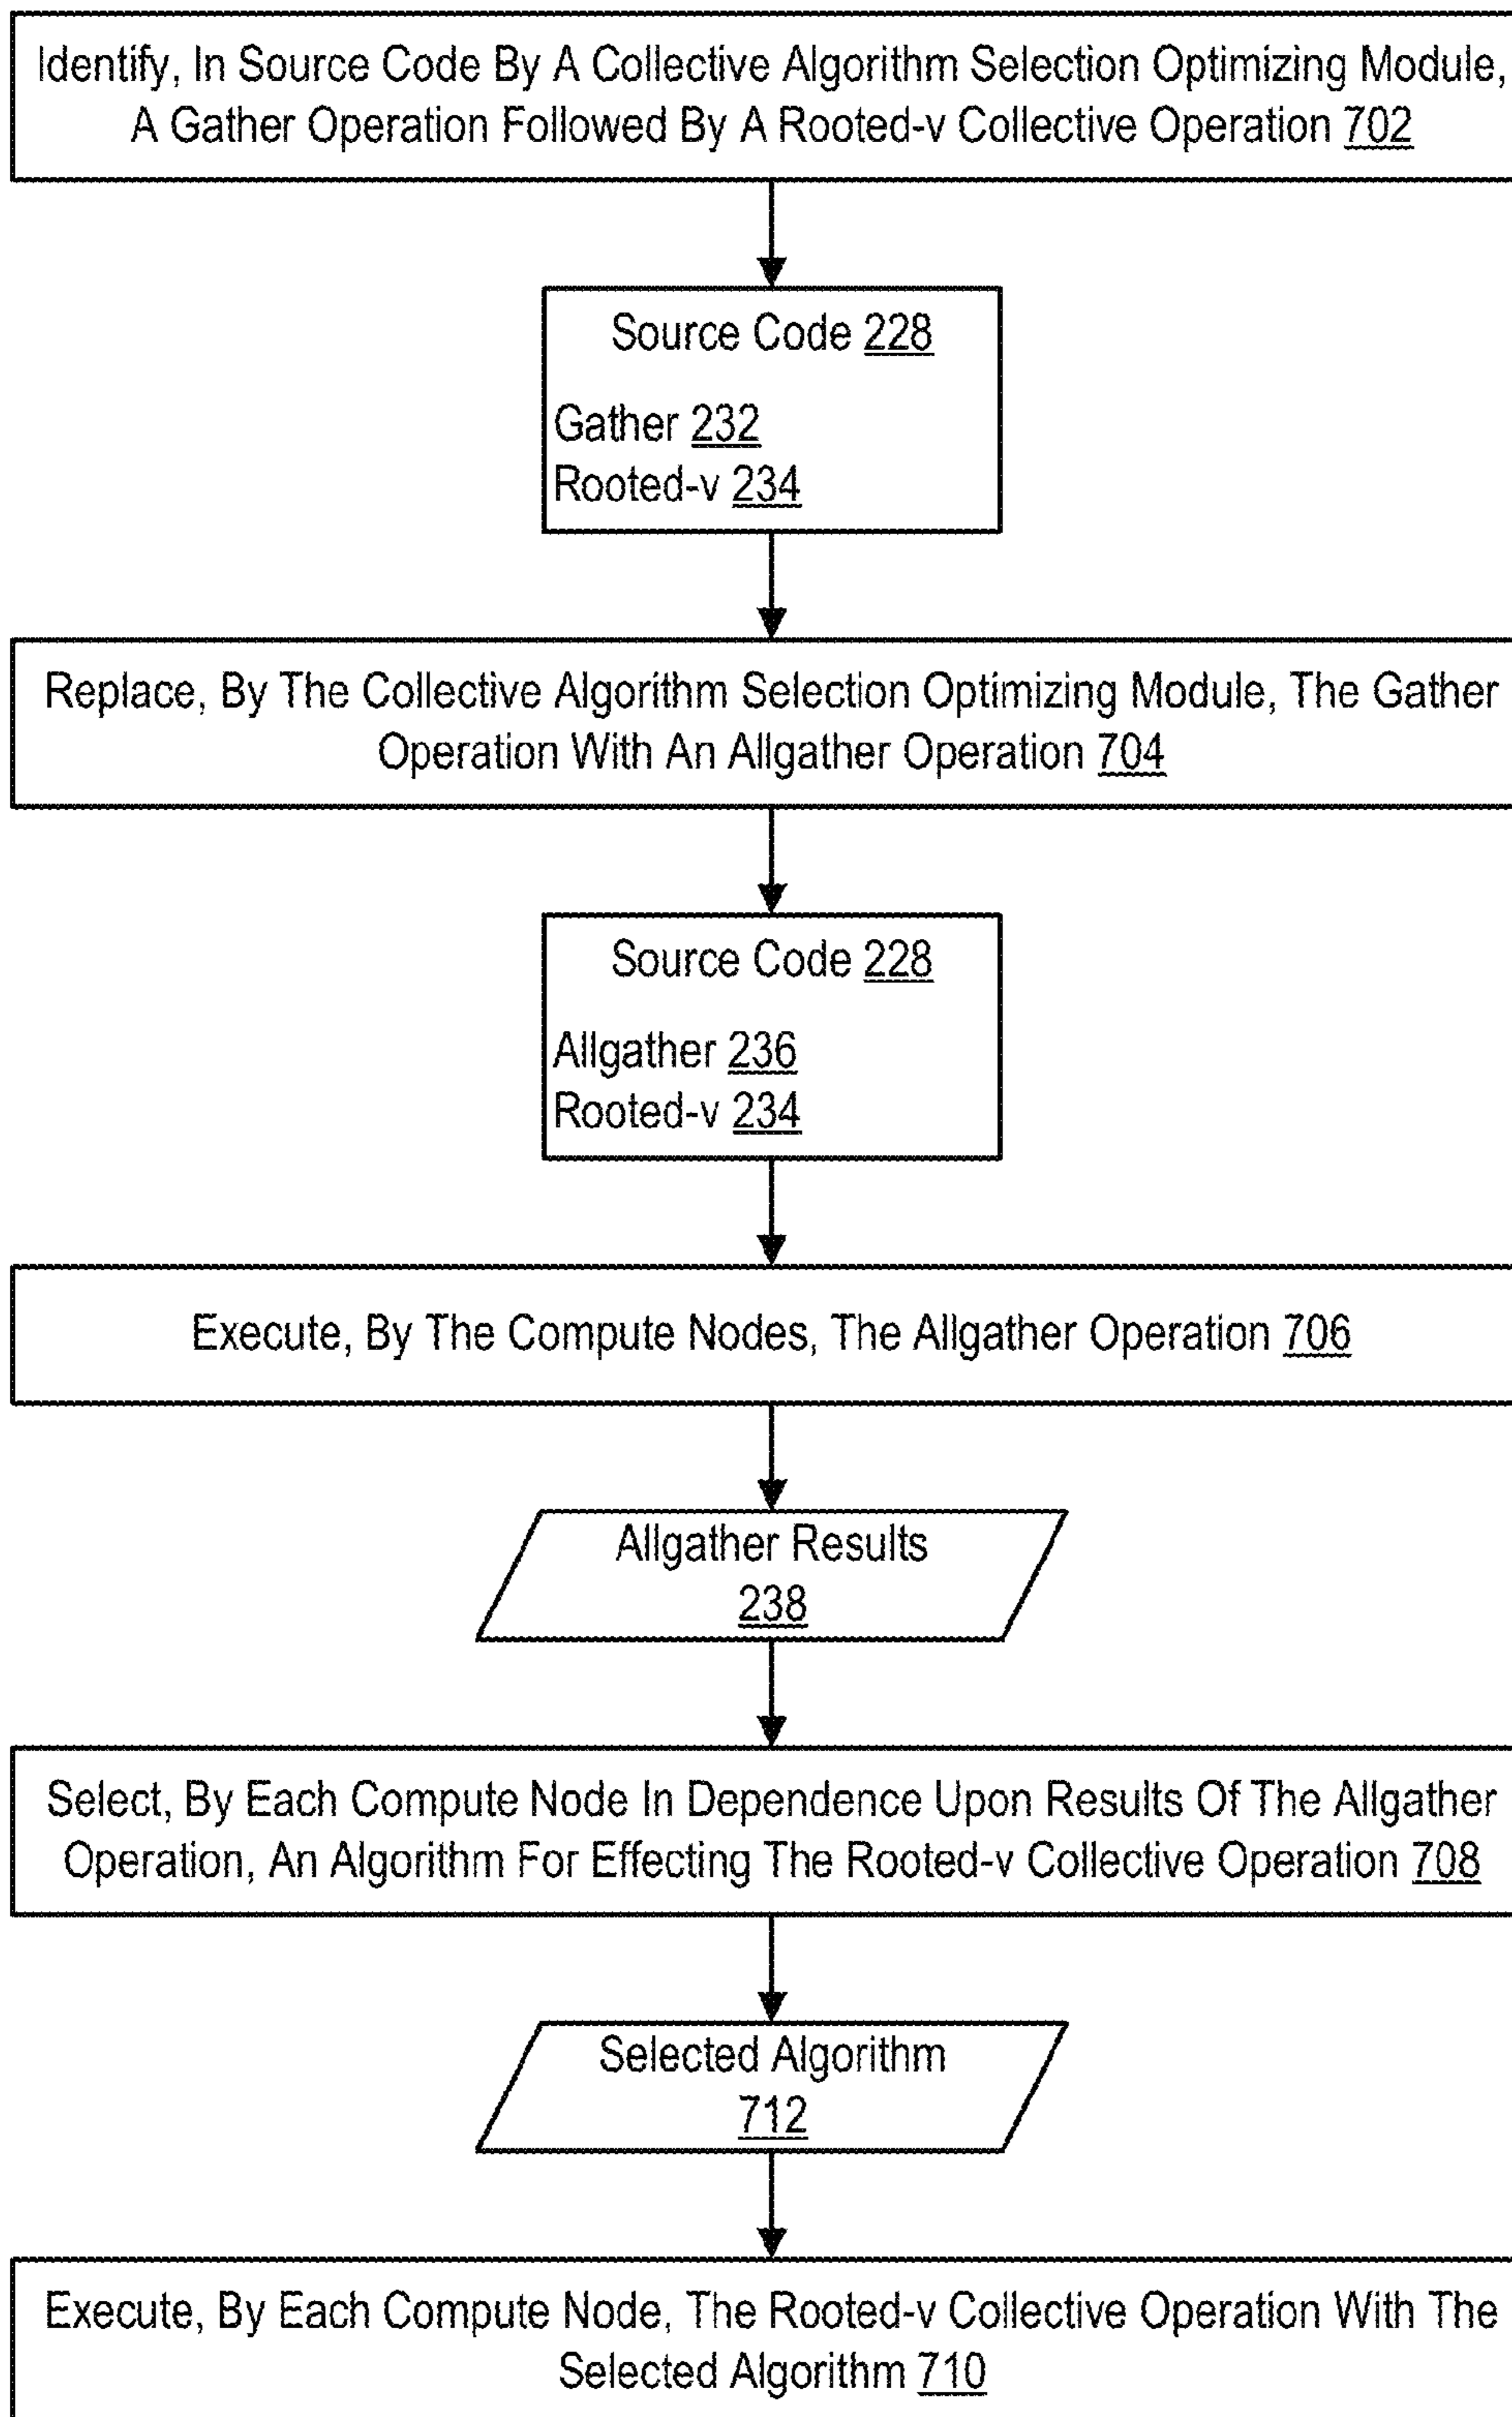 Identify, In Source Code By A Collective Algorithm Selection Optimizing Module,
A Gather Operation Followed By A Rooted-v Collective Operation 702
Source Code 228
Gather 232
Rooted-v 234
Replace, By The Collective Algorithm Selection Optimizing Module, The Gather
Operation With An Allgather Operation 704
Source Code 228
Allgather 236
Rooted-v 234
Execute, By The Compute Nodes, The Allgather Operation 706
Allgather Results
238
Select, By Each Compute Node In Dependence Upon Results Of The Allgather
Operation, An Algorithm For Effecting The Rooted-v Collective Operation 708
Selected Algorithm
712
Execute, By Each Compute Node, The Rooted-v Collective Operation With The
Selected Algorithm 710